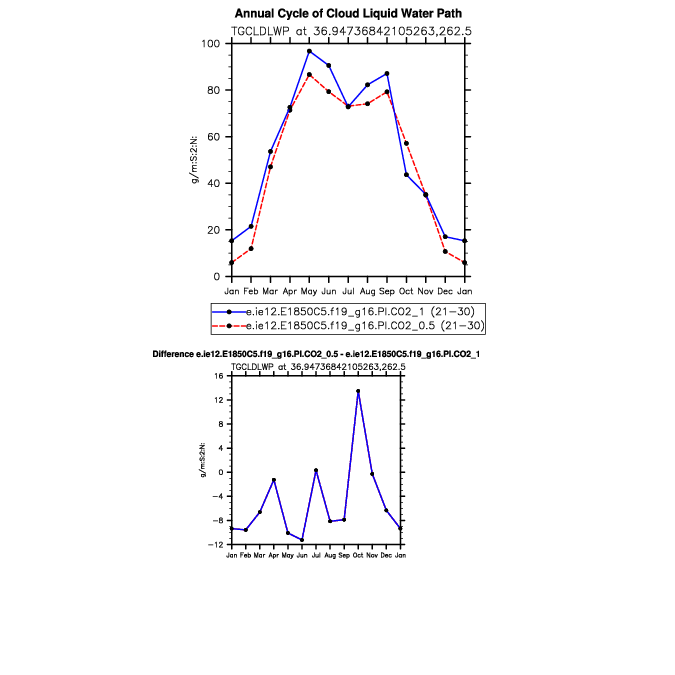 Annual Cycle of Cloud Liquid Water Path
TGCLDLWP at 36.94736842105263,262.5
100
80
60
40
20
0
g/m:S:2:N:
Jan Feb Mar Apr May Jun Jul Aug Sep Oct Nov Dec Jan
e.ie12.E1850C5.f19_g16.PI.CO2_1 (21-30)
e.ie12.E1850C5.f19_g16.PI.CO2_0.5 (21-30)
Difference e.ie12.E1850C5.f19_g16.PI.CO2_0.5 - e.ie12.E1850C5.f19_g16.PI.CO2_1
TGCLDLWP at 36.94736842105263,262.5
16
12
8
4
0
-4
-8
-12
g/m:S:2:N:
Jan Feb Mar Apr May Jun Jul Aug Sep Oct Nov Dec Jan